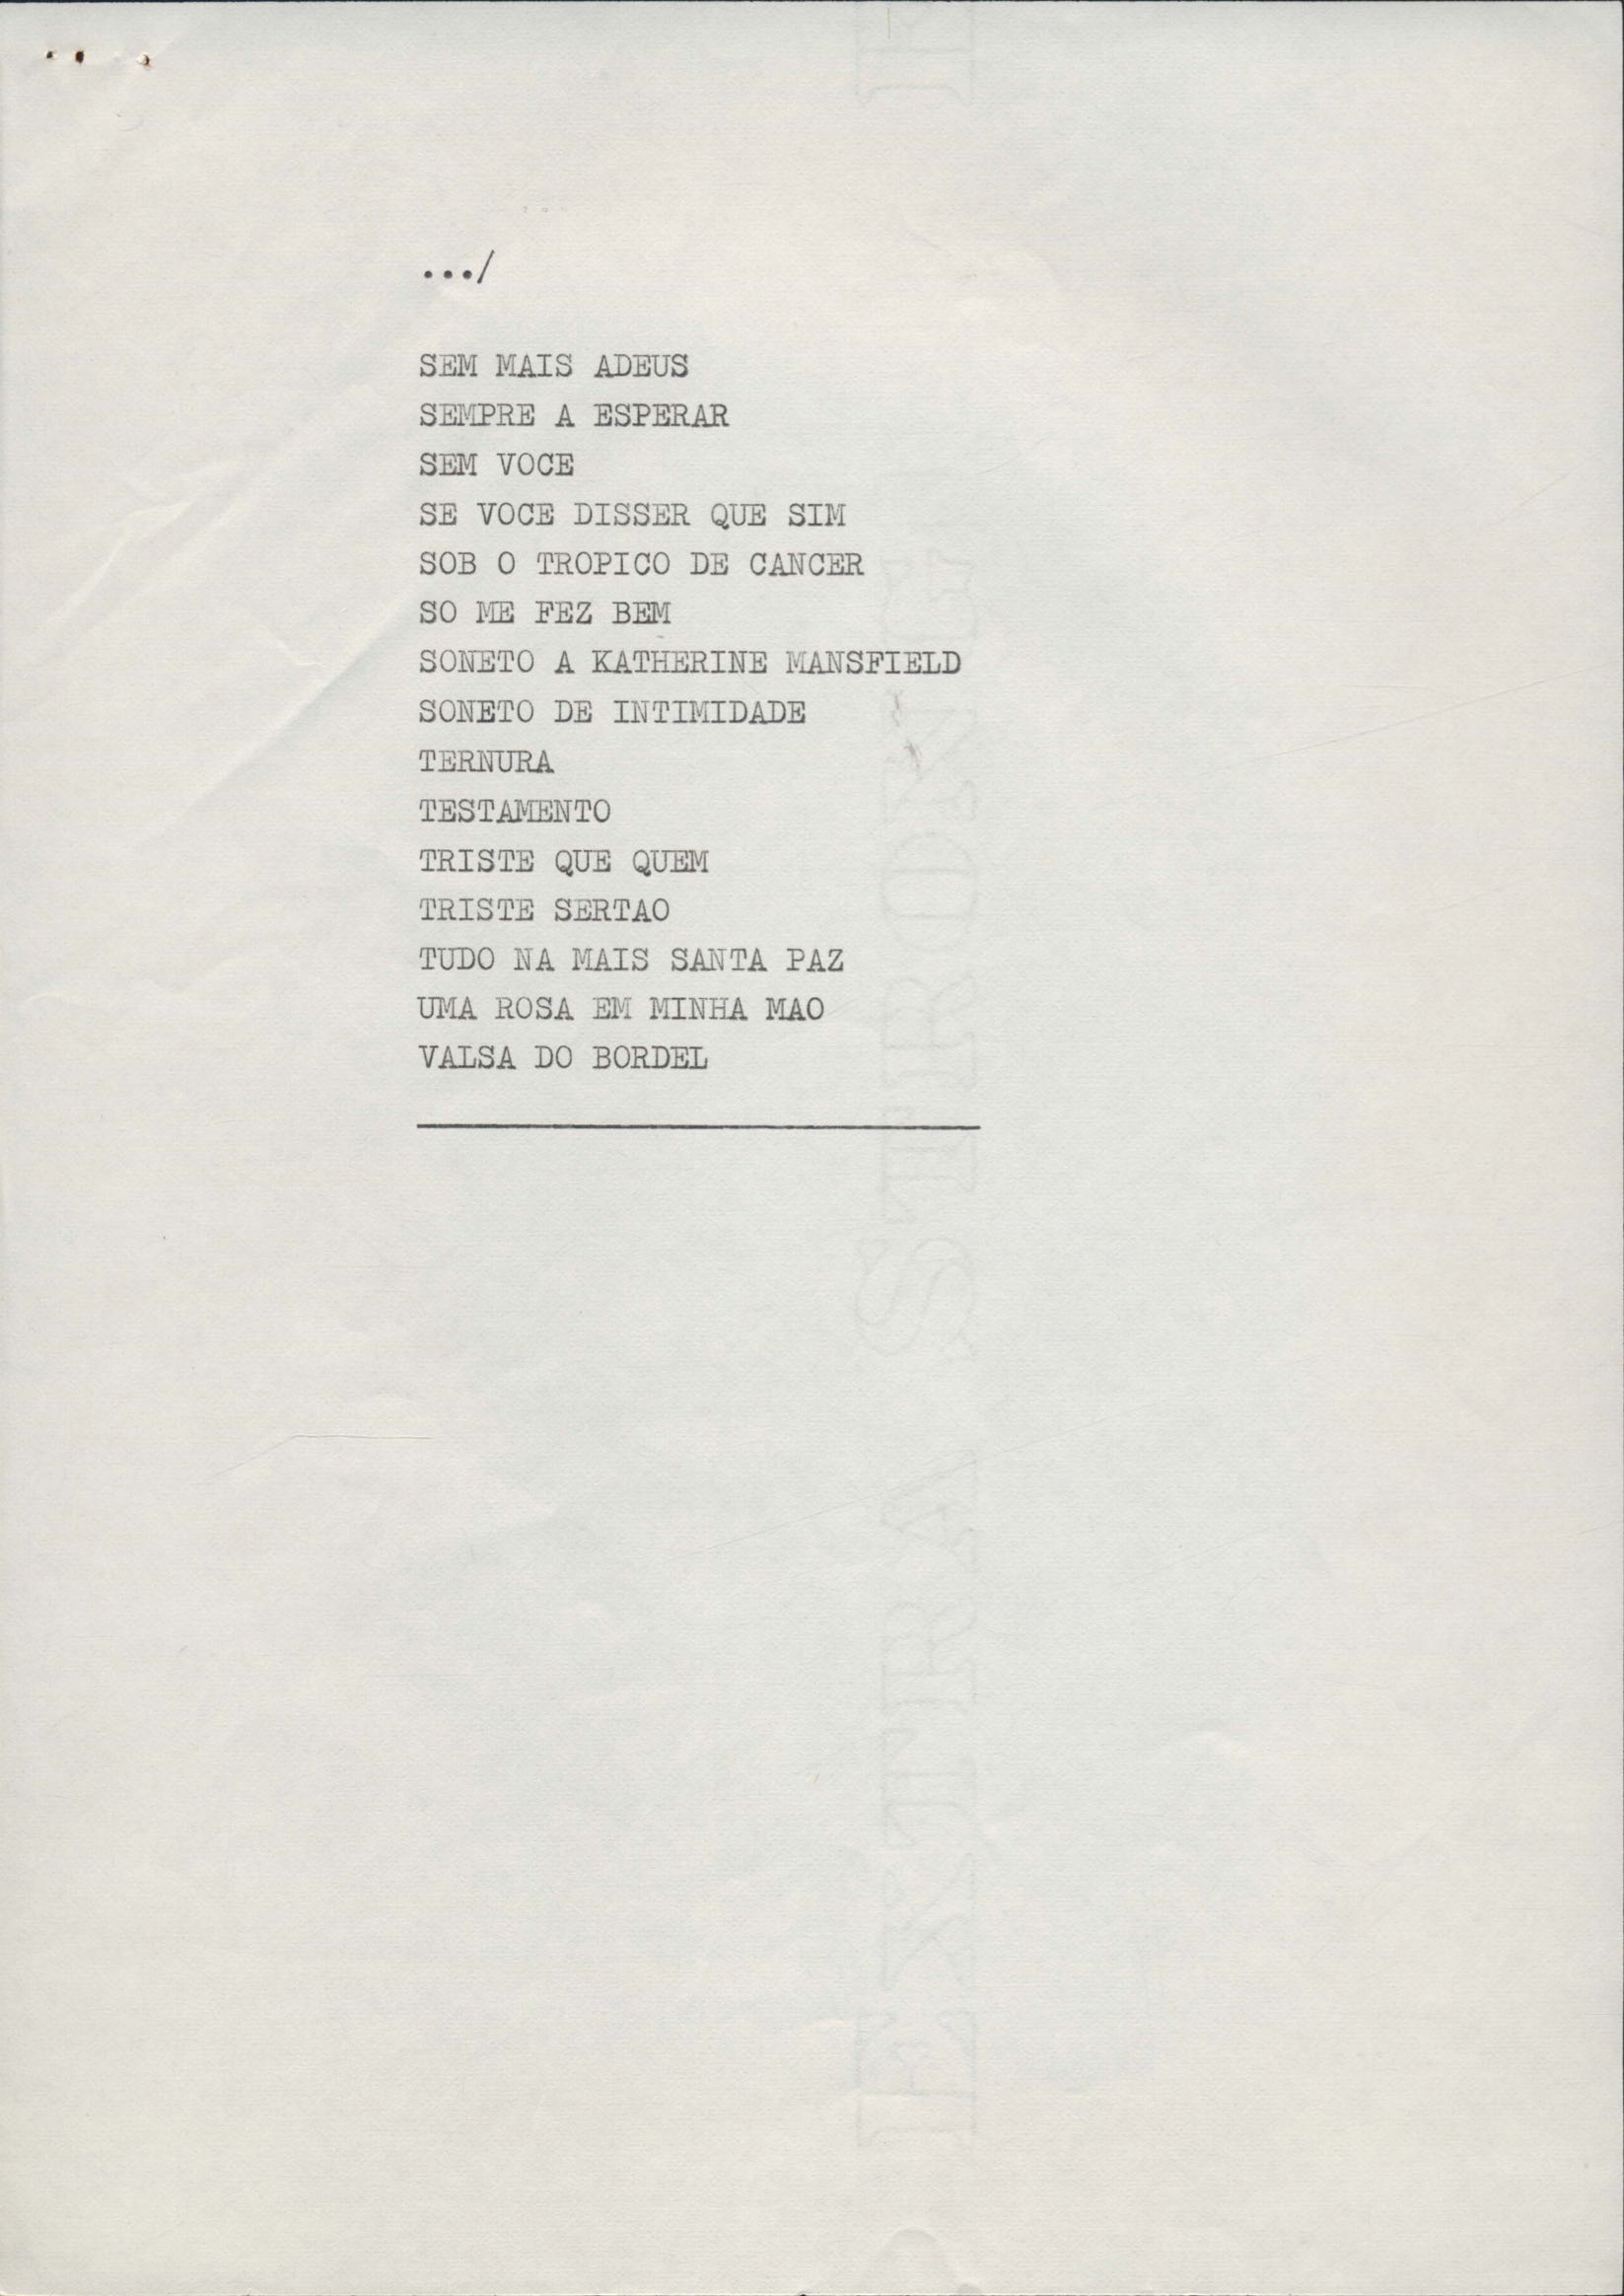 .../
SEM MAIS ADEUS
SEMPRE A ESPERAR
SEM VOCE
SE VOCE DISSER QUE SIM
SOB O TROPICO DE CANCER
SO ME FEZ BEM
SONETO A KATHERINE MANSFIELD
SONETO DE INTIMIDADE
TERNURA
TESTAMENTO
TRISTE QUE QUEM
TRISTE SERTAO
TUDO NA MAIS SANTA PAZ
UMA ROSA EM MINHA MAO
VALSA DO BORDEL
EXTRA STRONG